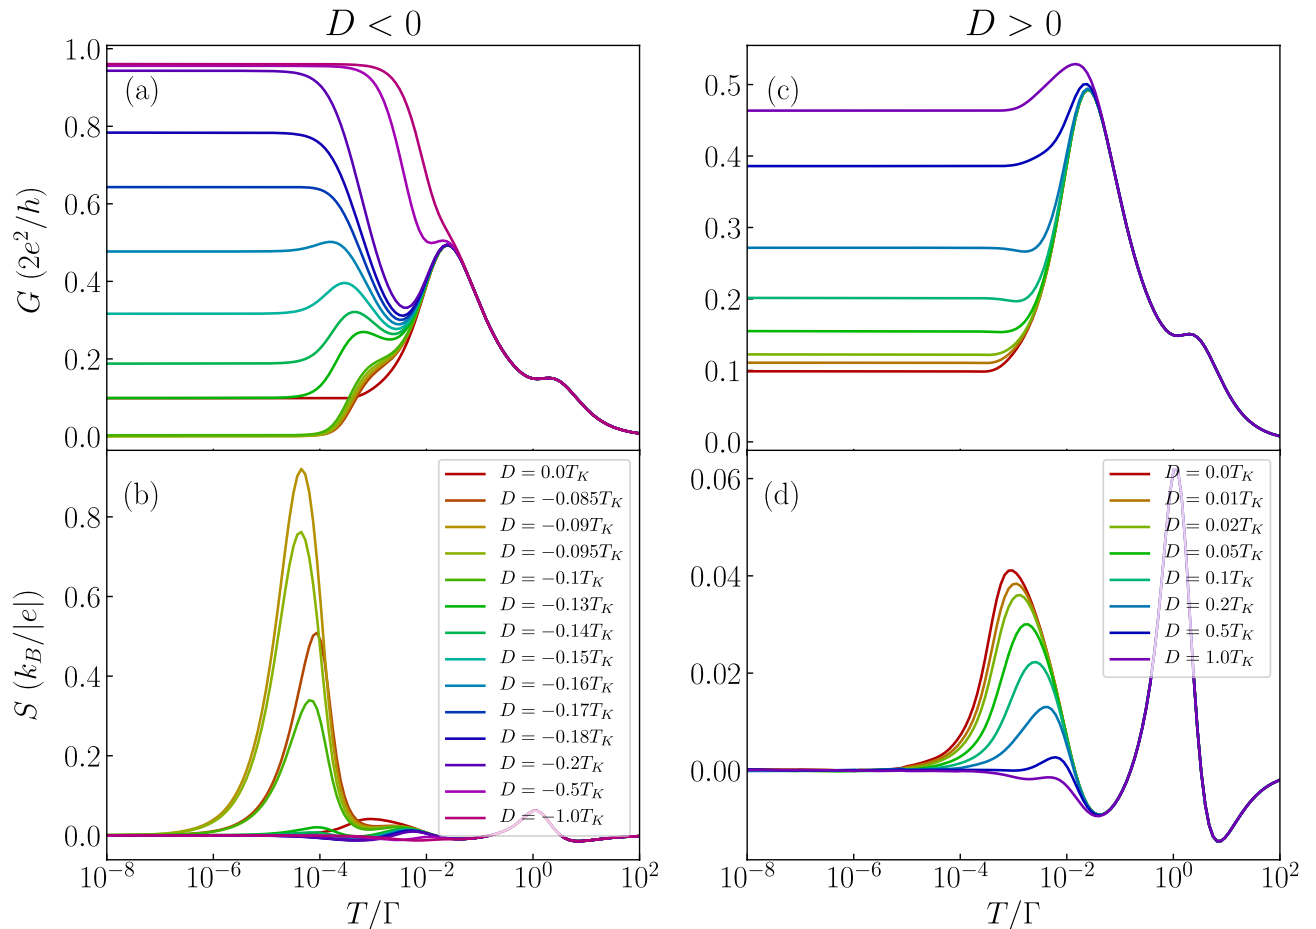 D < 0
D > 0
(a)
G (2e²/h)
1.0
0.8
0.6
0.4
0.2
0.0
(c)
0.5
0.4
0.3
0.2
0.1
0.0
(b)
S (k_B/|e|)
0.8
0.6
0.4
0.2
0.0
D = 0.0T_K
D = −0.085T_K
D = −0.09T_K
D = −0.095T_K
D = −0.1T_K
D = −0.13T_K
D = −0.14T_K
D = −0.15T_K
D = −0.16T_K
D = −0.17T_K
D = −0.18T_K
D = −0.2T_K
D = −0.5T_K
D = −1.0T_K
10⁻⁸ 10⁻⁶ 10⁻⁴ 10⁻² 10⁰ 10²
T/Γ
(d)
0.06
0.04
0.02
0.00
D = 0.0T_K
D = 0.01T_K
D = 0.02T_K
D = 0.05T_K
D = 0.1T_K
D = 0.2T_K
D = 0.5T_K
D = 1.0T_K
10⁻⁸ 10⁻⁶ 10⁻⁴ 10⁻² 10⁰ 10²
T/Γ